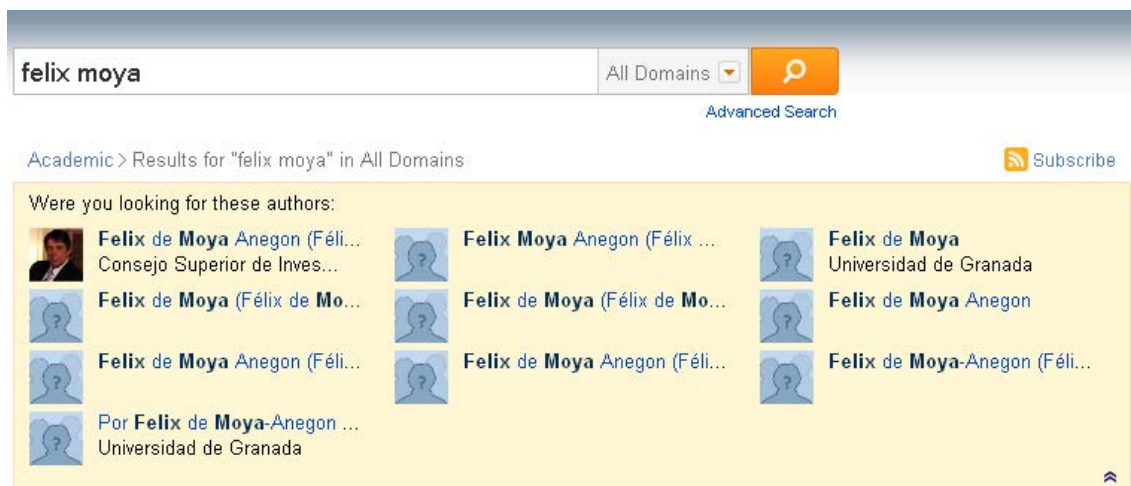 felix moya All Domains
Advanced Search
Academic > Results for "felix moya" in All Domains Subscribe
Were you looking for these authors:
Felix de Moya Anegon (Féli...
Consejo Superior de Inves...
Felix Moya Anegon (Félix ...
Felix de Moya
Universidad de Granada
Felix de Moya (Félix de Mo...
Felix de Moya (Félix de Mo...
Felix de Moya Anegon
Felix de Moya Anegon (Féli...
Felix de Moya Anegon (Féli...
Felix de Moya-Anegon (Féli...
Por Felix de Moya-Anegon ...
Universidad de Granada